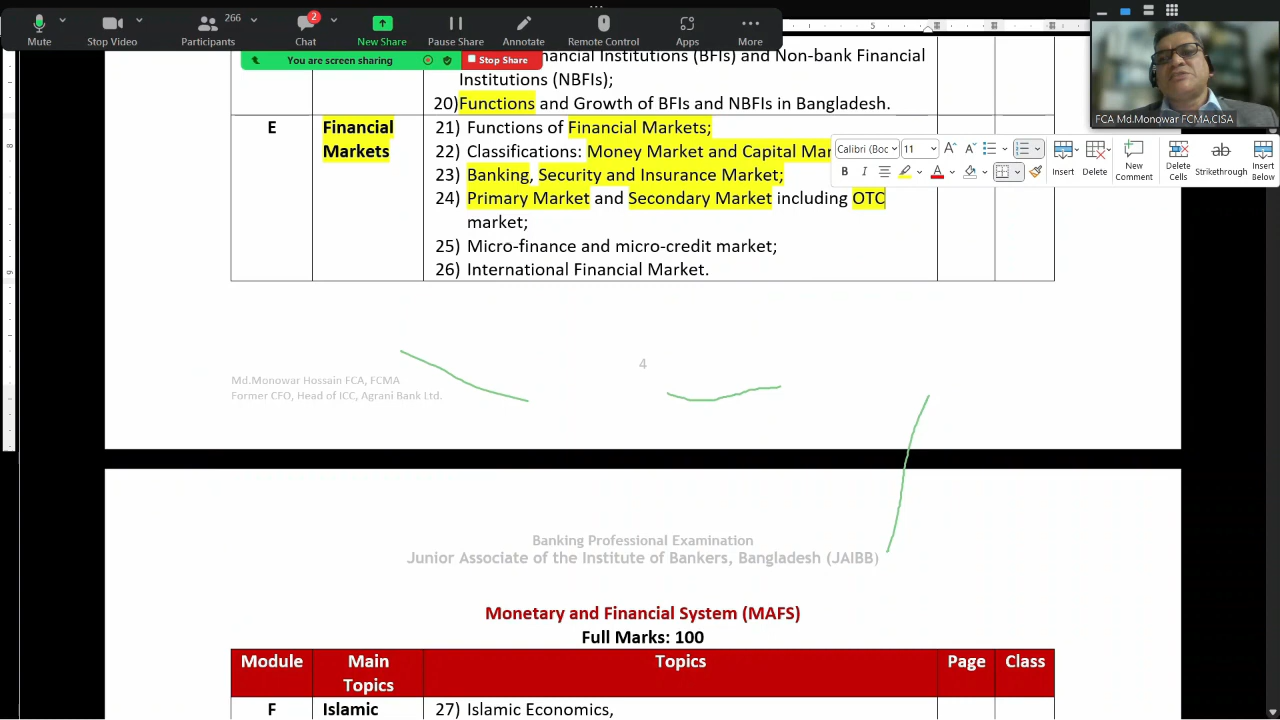 266
2
Mute
Stop Video
Participants
Chat
New Share
Pause Share
Annotate
Remote Control
Apps
More
You are screen sharing
Stop Share
5
FCA Md.Monowar FCMA,CISA
Institutions (BFIs) and Non-bank Financial
Institutions (NBFIs);
20)Functions and Growth of BFIs and NBFIs in Bangladesh.
E
Financial
Markets
21) Functions of Financial Markets;
22) Classifications: Money Market and Capital Mar
23) Banking, Security and Insurance Market;
24) Primary Market and Secondary Market including OTC
market;
25) Micro-finance and micro-credit market;
26) International Financial Market.
Calibri (Boc
11
B
I
A
Insert
Delete
New
Comment
Delete
Cells
ab
Strikethrough
Insert
Below
4
Md.Monowar Hossain FCA, FCMA
Former CFO, Head of ICC, Agrani Bank Ltd.
Banking Professional Examination
Junior Associate of the Institute of Bankers, Bangladesh (JAIBB)
Monetary and Financial System (MAFS)
Full Marks: 100
Module
Main
Topics
Topics
Page
Class
F
Islamic
27) Islamic Economics,